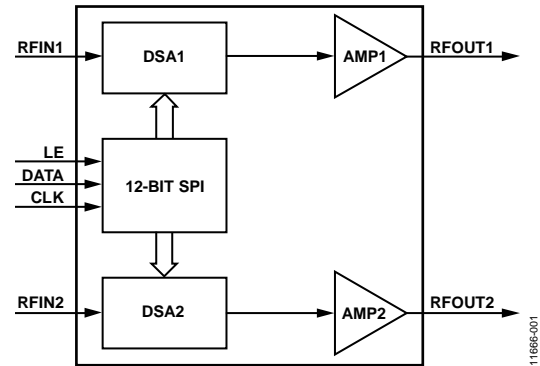 RFIN1
DSA1
AMP1
RFOUT1
LE
DATA
CLK
12-BIT SPI
RFIN2
DSA2
AMP2
RFOUT2
11666-001